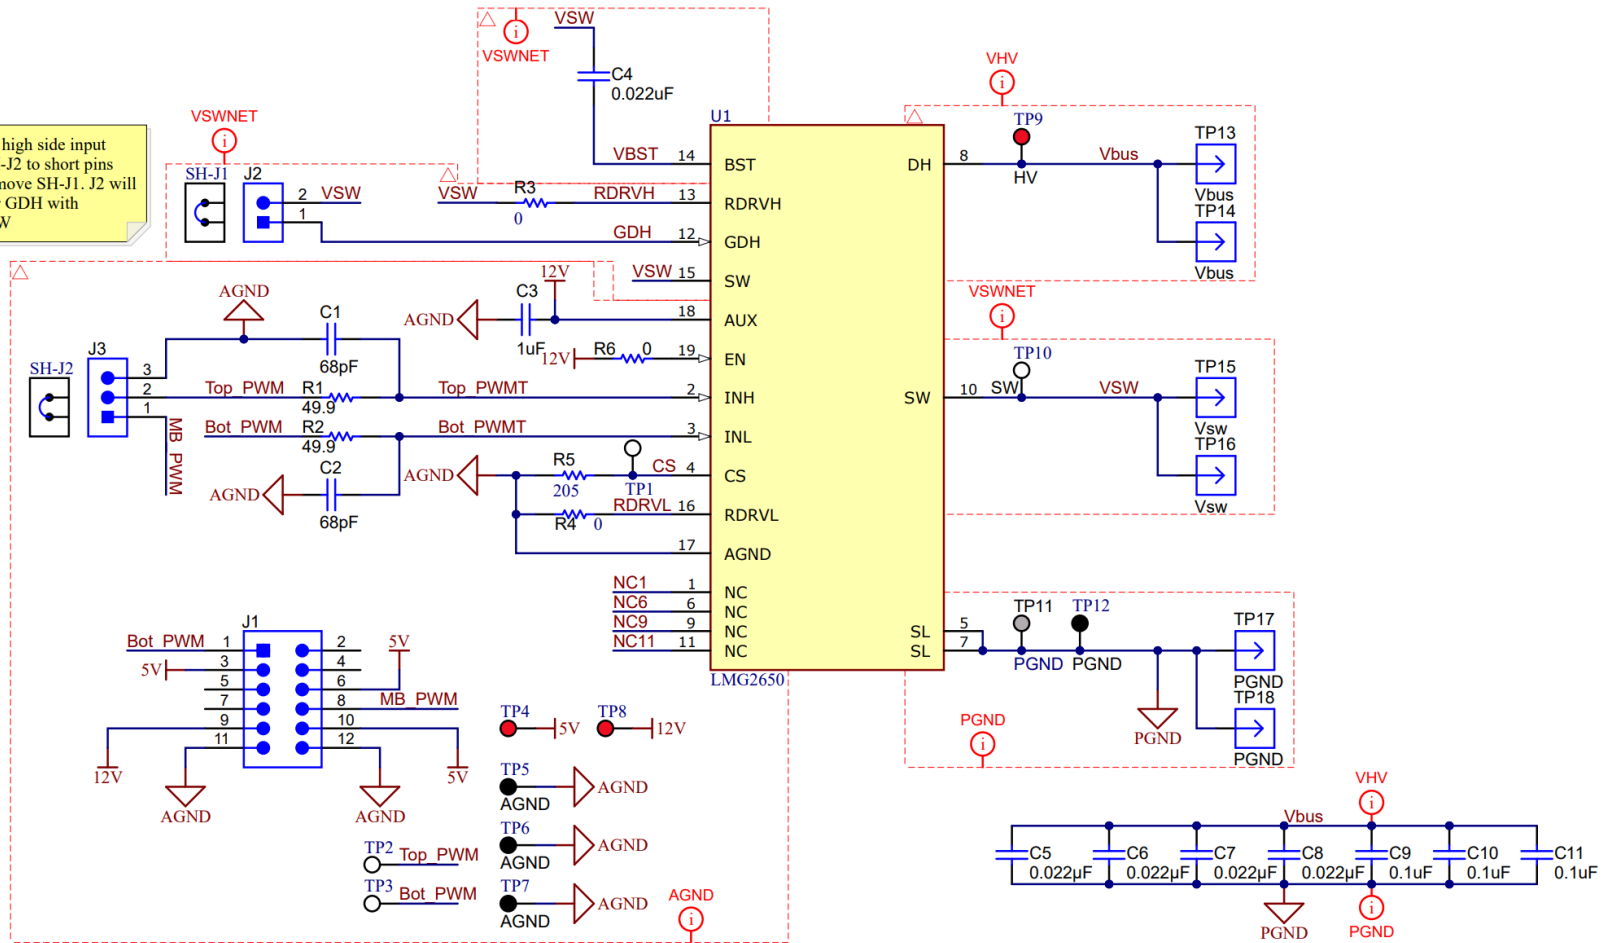 high side input
-J2 to short pins
move SH-J1. J2 will
GDH with
W
VSWNET
i
VSW
VSWNET
C4
0.022uF
VBST 14
VSWNET
i
SH-J1 J2
2 VSW
1
VSW R3 RDRVH 13
0
GDH 12
VSW 15
U1
BST
RDRVH
GDH
SW
AUX
EN
INH
INL
CS
RDRVL
AGND
NC
NC
NC
NC
DH
SW
SL
SL
LMG2650
12V
C3
AGND
1uF
18
12V R6 0 19
AGND
C1
68pF
SH-J2 J3
3
2 Top_PWM R1 Top_PWMT 2
49.9
1
MB_PWM
Bot_PWM R2 Bot_PWMT 3
49.9
C2
AGND
68pF
AGND R5 CS 4
205 TP1
RDRVL 16
R4 0
17
NC1 1
NC6 6
NC9 9
NC11 11
VHV
i
TP9
8 Vbus
HV
TP13
Vbus
TP14
Vbus
VSWNET
i
TP10
10 SW VSW
TP15
Vsw
TP16
Vsw
5
7
TP11 TP12
PGND PGND
TP17
PGND
TP18
PGND
PGND
PGND
i
J1
Bot_PWM 1
5V 3
5
7
9
11
2
4
6
8 MB_PWM
10
12
5V
12V
AGND
AGND
5V
TP4 5V
TP8 12V
TP5
AGND
AGND
TP6
AGND
AGND
TP7
AGND
AGND
TP2 Top_PWM
TP3 Bot_PWM
AGND
i
VHV
i
Vbus
C5
0.022µF
C6
0.022µF
C7
0.022µF
C8
0.022µF
C9
0.1uF
C10
0.1uF
C11
0.1uF
PGND
i
PGND